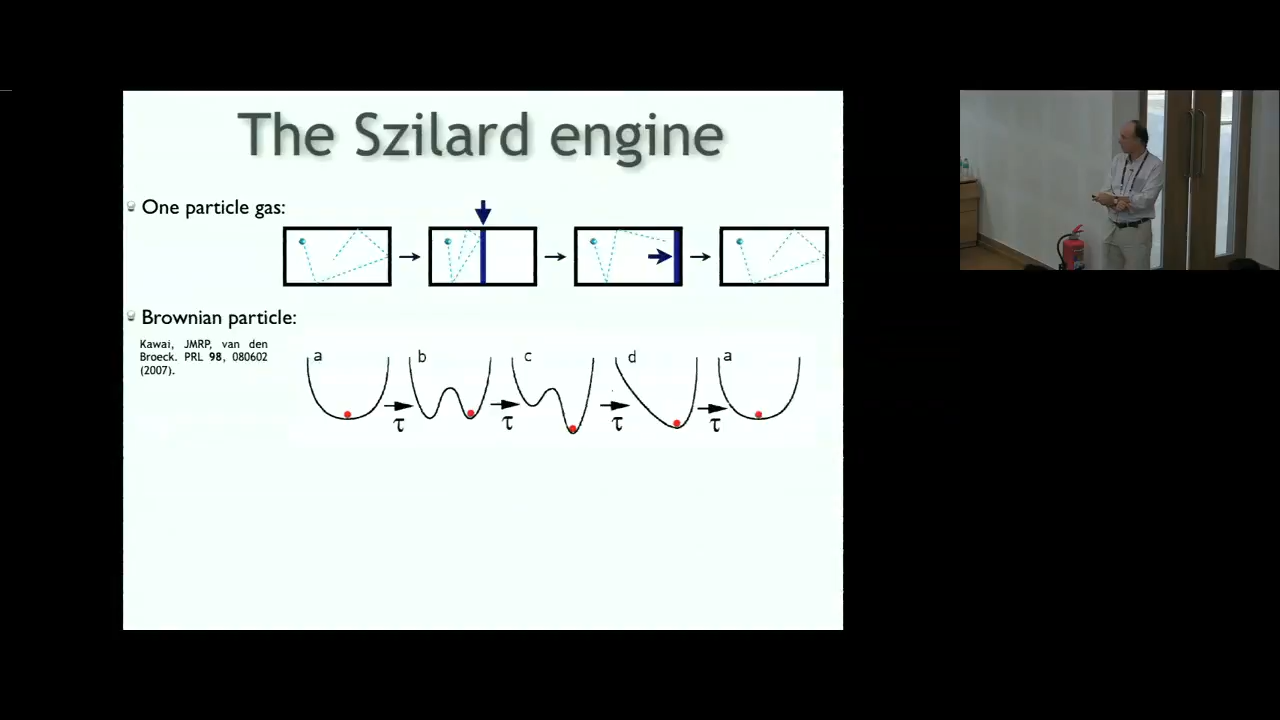 The Szilard engine
One particle gas:
Brownian particle:
Kawai, JMRP, van den
Broeck. PRL 98, 080602
(2007).
a b c d a
τ τ τ τ